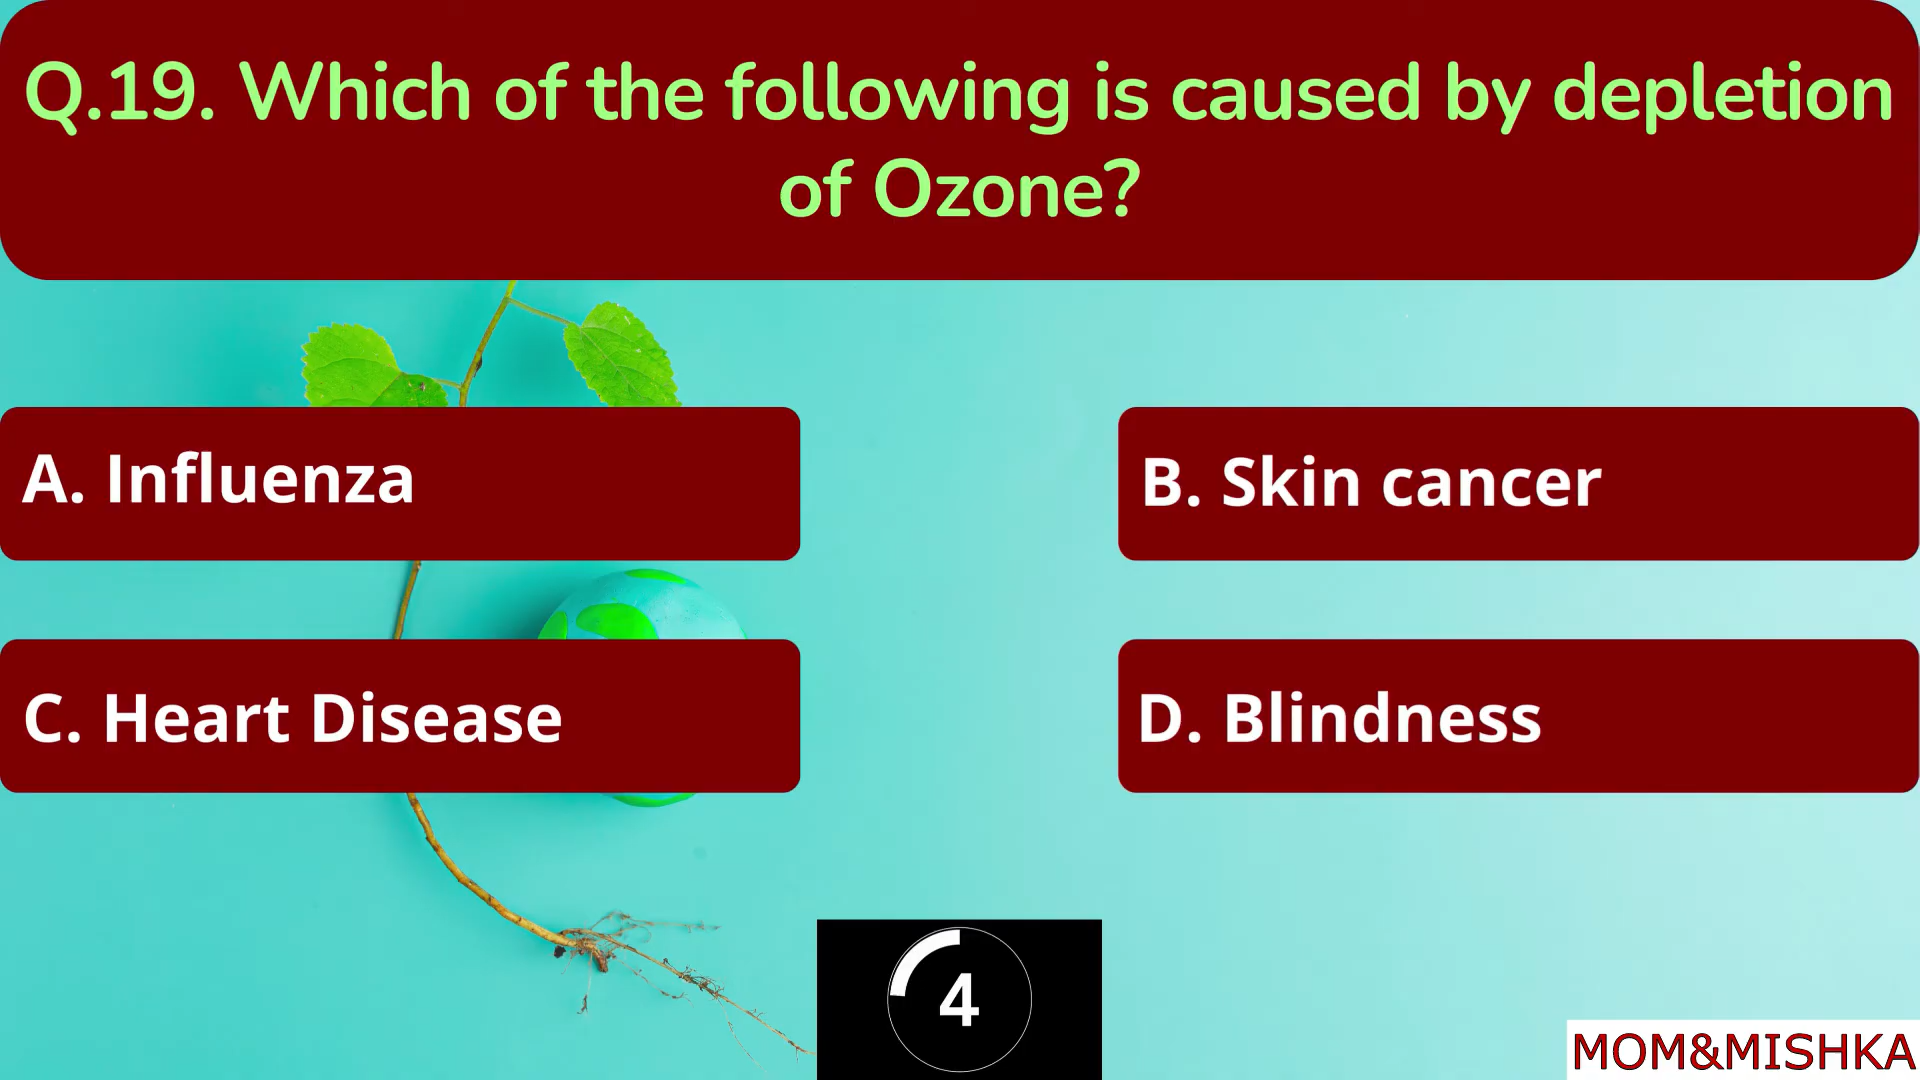 Q.19. Which of the following is caused by depletion
of Ozone?
A. Influenza
B. Skin cancer
C. Heart Disease
D. Blindness
4
MOM&MISHKA